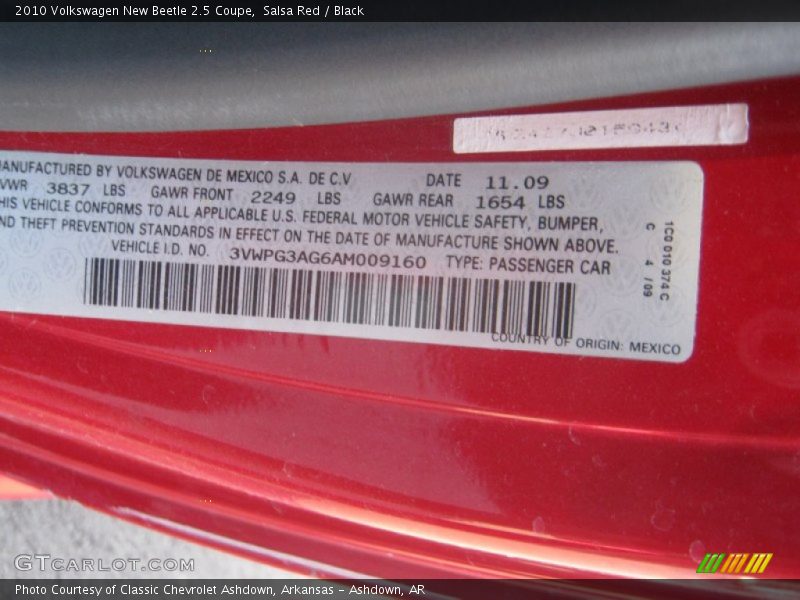 2010 Volkswagen New Beetle 2.5 Coupe, Salsa Red / Black
MANUFACTURED BY VOLKSWAGEN DE MEXICO S.A. DE C.V DATE 11.09
VWR 3837 LBS GAWR FRONT 2249 LBS GAWR REAR 1654 LBS
HIS VEHICLE CONFORMS TO ALL APPLICABLE U.S. FEDERAL MOTOR VEHICLE SAFETY, BUMPER,
ND THEFT PREVENTION STANDARDS IN EFFECT ON THE DATE OF MANUFACTURE SHOWN ABOVE.
VEHICLE I.D. NO. 3VWPG3AG6AM009160 TYPE: PASSENGER CAR
COUNTRY OF ORIGIN: MEXICO
1C0 010 374 C
C 4 /09
GTCARLOT.COM
Photo Courtesy of Classic Chevrolet Ashdown, Arkansas - Ashdown, AR